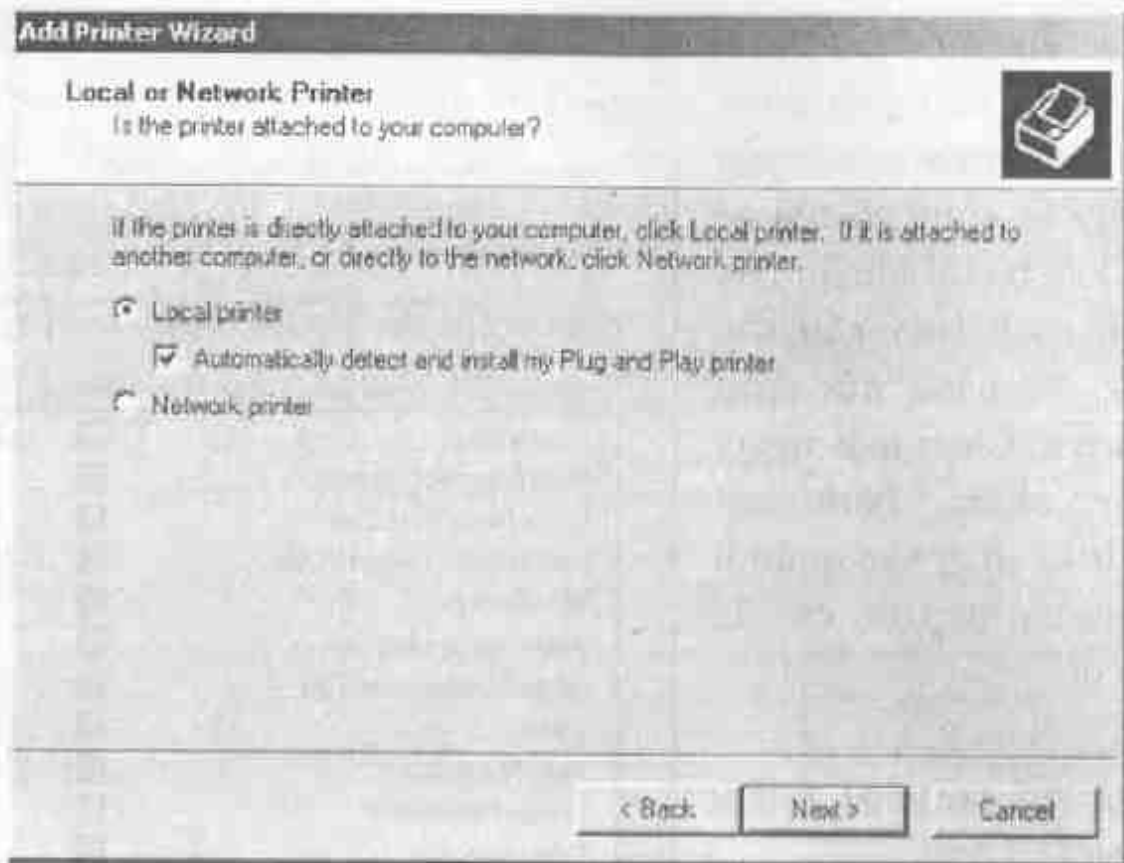 Add Printer Wizard
Local or Network Printer
Is the printer attached to your computer?
If the printer is directly attached to your computer, click Local printer. If it is attached to
another computer, or directly to the network, click Network printer.
Local printer
Automatically detect and install my Plug and Play printer
Network printer
< Back
Next >
Cancel